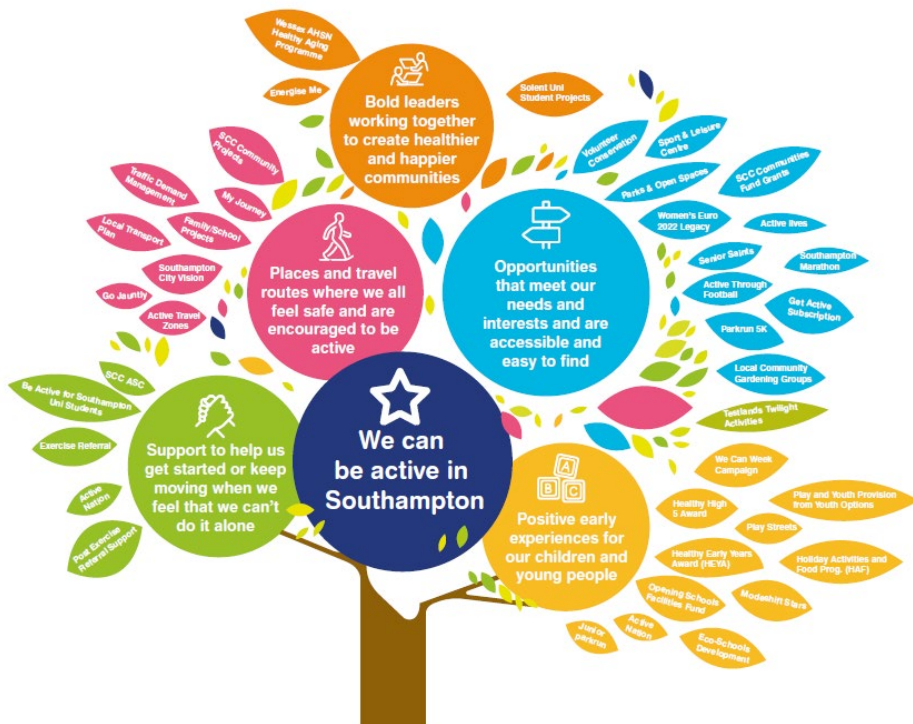 Wessex AHSN
Healthy Aging
Programme
Energise Me
Bold leaders
working together
to create healthier
and happier
communities
Solent Uni
Student Projects
SCC Community
Projects
Traffic Demand
Management
My Journey
Local Transport
Plan
Family/School
Projects
Southampton
City Vision
Go Jauntly
Active Travel
Zones
Places and travel
routes where we all
feel safe and are
encouraged to be
active
Volunteer
Conservation
Sport & Leisure
Centre
Parks & Open Spaces
SCC Communities
Fund Grants
Women's Euro
2022 Legacy
Active lives
Senior Saints
Southampton
Marathon
Active Through
Football
Get Active
Subscription
Parkrun 5K
Local Community
Gardening Groups
Opportunities
that meet our
needs and
interests and are
accessible and
easy to find
Testlands Twilight
Activities
SCC ASC
Be Active for Southampton
Uni Students
Exercise Referral
Active
Nation
Post Exercise
Referral Support
Support to help us
get started or keep
moving when we
feel that we can't
do it alone
We can
be active in
Southampton
A
B C
Positive early
experiences for
our children and
young people
We Can Week
Campaign
Healthy High
5 Award
Play and Youth Provision
from Youth Options
Play Streets
Healthy Early Years
Award (HEYA)
Holiday Activities and
Food Prog. (HAF)
Opening Schools
Facilities Fund
Modeshift Stars
Junior
parkrun
Active
Nation
Eco-Schools
Development